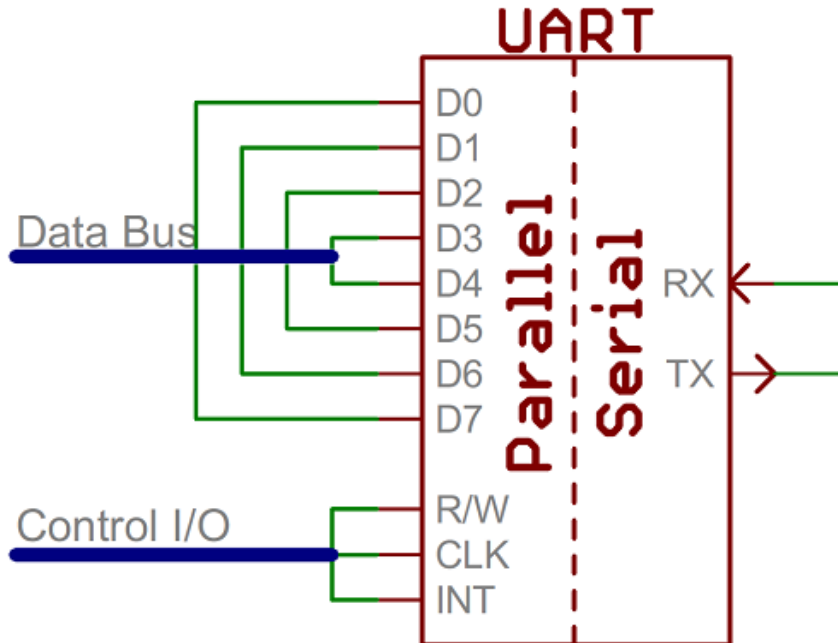 UART
D0
D1
D2
Data Bus
D3
D4
D5
D6
D7
Parallel
Serial
RX
TX
Control I/O
R/W
CLK
INT